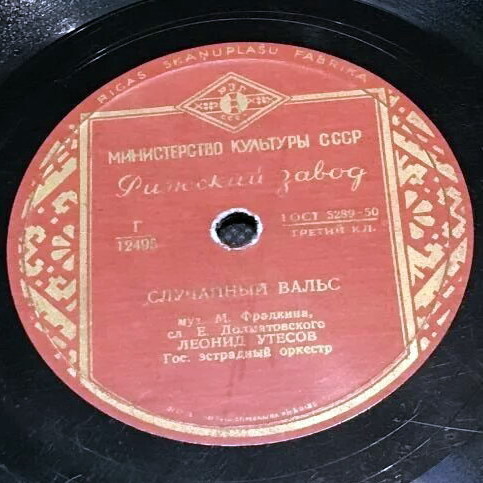 RIGAS SKAŅUPLAŠU FABRIKA
МИНИСТЕРСТВО КУЛЬТУРЫ СССР
Рижский завод
Г
12495
ГОСТ 5289-50
ТРЕТИЙ КЛ.
СЛУЧАЙНЫЙ ВАЛЬС
муз. М. Фрадкина,
сл. Е. Долматовского
ЛЕОНИД УТЕСОВ
Гос. эстрадный оркестр